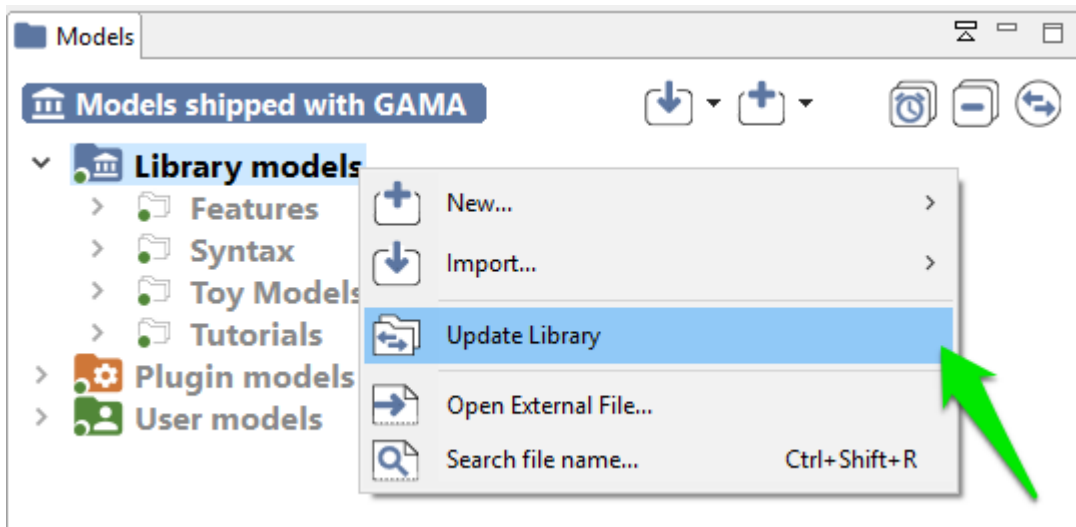 Models
Models shipped with GAMA
Library models
Features
Syntax
Toy Models
Tutorials
Plugin models
User models
New...
Import...
Update Library
Open External File...
Search file name... Ctrl+Shift+R